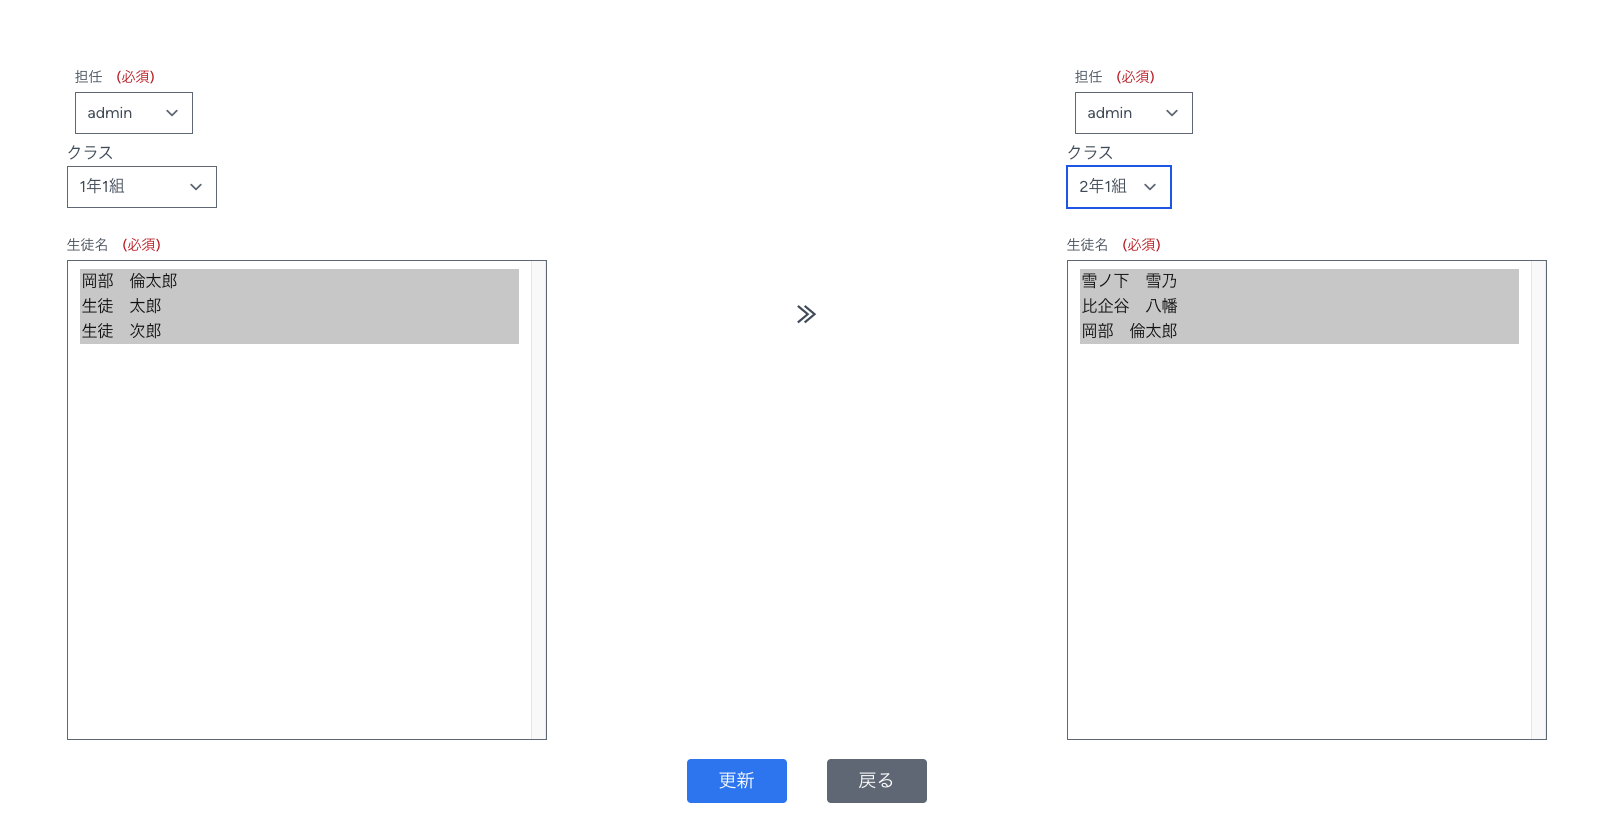 担任 (必須)
admin
クラス
1年1組
生徒名 (必須)
岡部　倫太郎
生徒　太郎
生徒　次郎
担任 (必須)
admin
クラス
2年1組
生徒名 (必須)
雪ノ下　雪乃
比企谷　八幡
岡部　倫太郎
更新
戻る